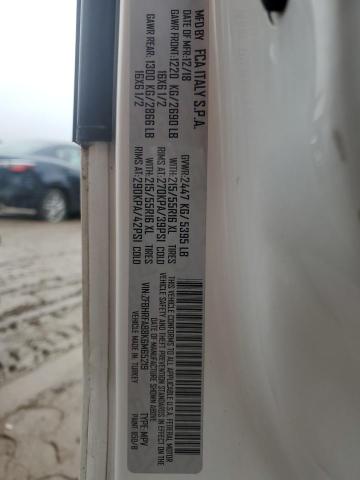 MFD BY FCA ITALY S.P.A.
DATE OF MFR:12/18 GVWR:2447 KG/5395 LB
GAWR FRONT:1220 KG/2690 LB TIRES 215/55R16 XL
16X6 1/2 RIMS AT:270KPA/39PSI COLD
GAWR REAR: 1300 KG/2866 LB TIRES 215/55R16 XL
16X6 1/2 RIMS AT:290KPA/42PSI COLD
THIS VEHICLE CONFORMS TO ALL APPLICABLE U.S.A. FEDERAL MOTOR
VEHICLE SAFETY AND THEFT PREVENTION STANDARDS IN EFFECT ON THE
DATE OF MANUFACTURE SHOWN ABOVE.
VIN: TYPE:MPV
VEHICLE MADE IN: TURKEY PAINT: